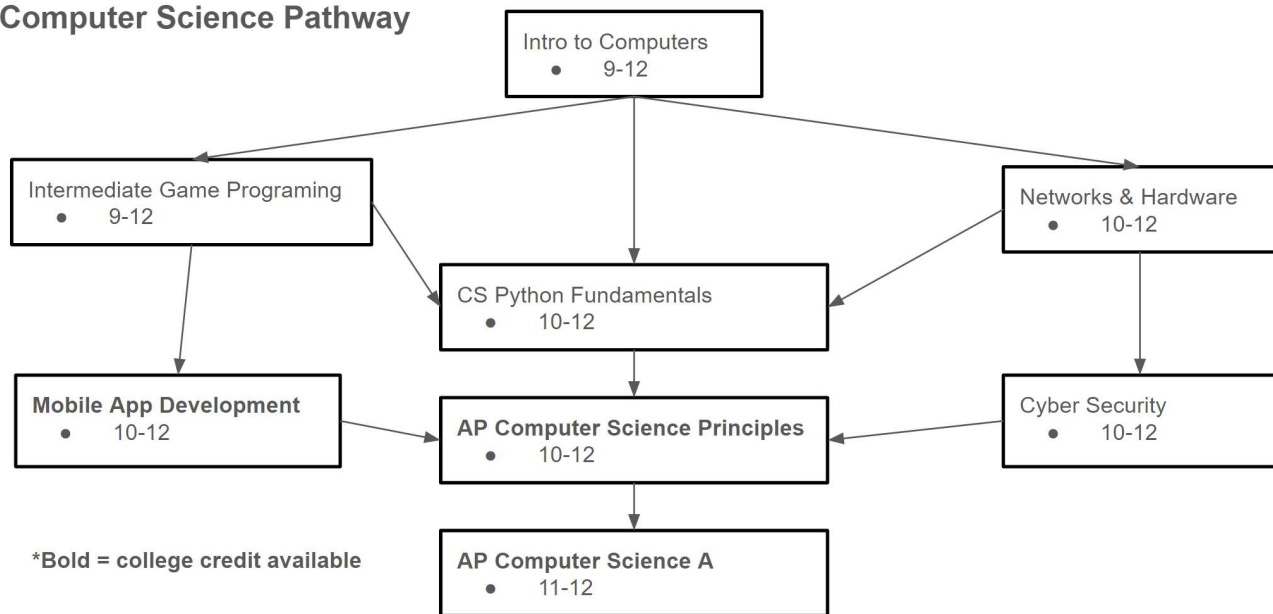 Computer Science Pathway
Intro to Computers
● 9-12
Intermediate Game Programing
● 9-12
Networks & Hardware
● 10-12
CS Python Fundamentals
● 10-12
Mobile App Development
● 10-12
AP Computer Science Principles
● 10-12
Cyber Security
● 10-12
*Bold = college credit available
AP Computer Science A
● 11-12